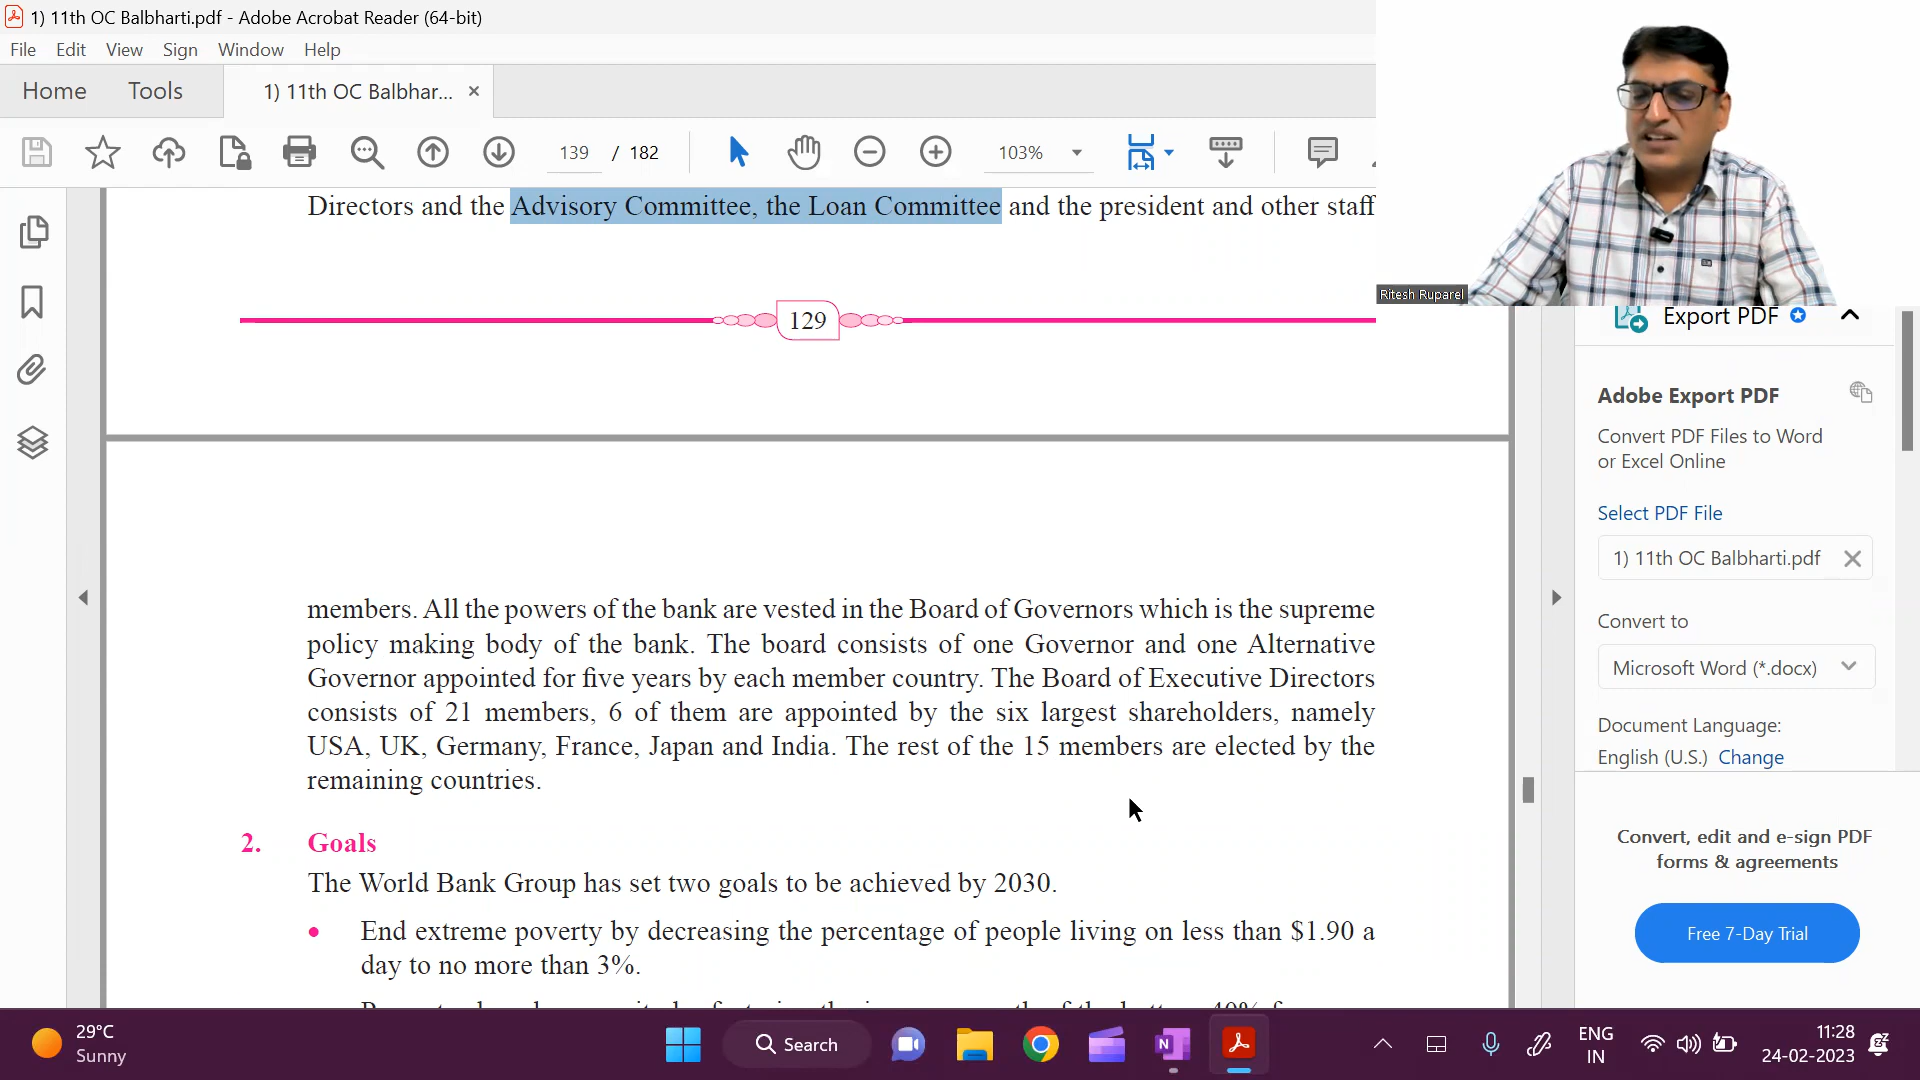 1) 11th OC Balbharti.pdf - Adobe Acrobat Reader (64-bit)
File Edit View Sign Window Help
Home Tools 1) 11th OC Balbhar... ×
139 / 182 103%
Directors and the Advisory Committee, the Loan Committee and the president and other staff
Ritesh Ruparel
129
members. All the powers of the bank are vested in the Board of Governors which is the supreme
policy making body of the bank. The board consists of one Governor and one Alternative
Governor appointed for five years by each member country. The Board of Executive Directors
consists of 21 members, 6 of them are appointed by the six largest shareholders, namely
USA, UK, Germany, France, Japan and India. The rest of the 15 members are elected by the
remaining countries.
2. Goals
The World Bank Group has set two goals to be achieved by 2030.
• End extreme poverty by decreasing the percentage of people living on less than $1.90 a
day to no more than 3%.
Export PDF
Adobe Export PDF
Convert PDF Files to Word
or Excel Online
Select PDF File
1) 11th OC Balbharti.pdf
Convert to
Microsoft Word (*.docx)
Document Language:
English (U.S.) Change
Convert, edit and e-sign PDF
forms & agreements
Free 7-Day Trial
29°C
Sunny
Search
ENG
IN
11:28
24-02-2023